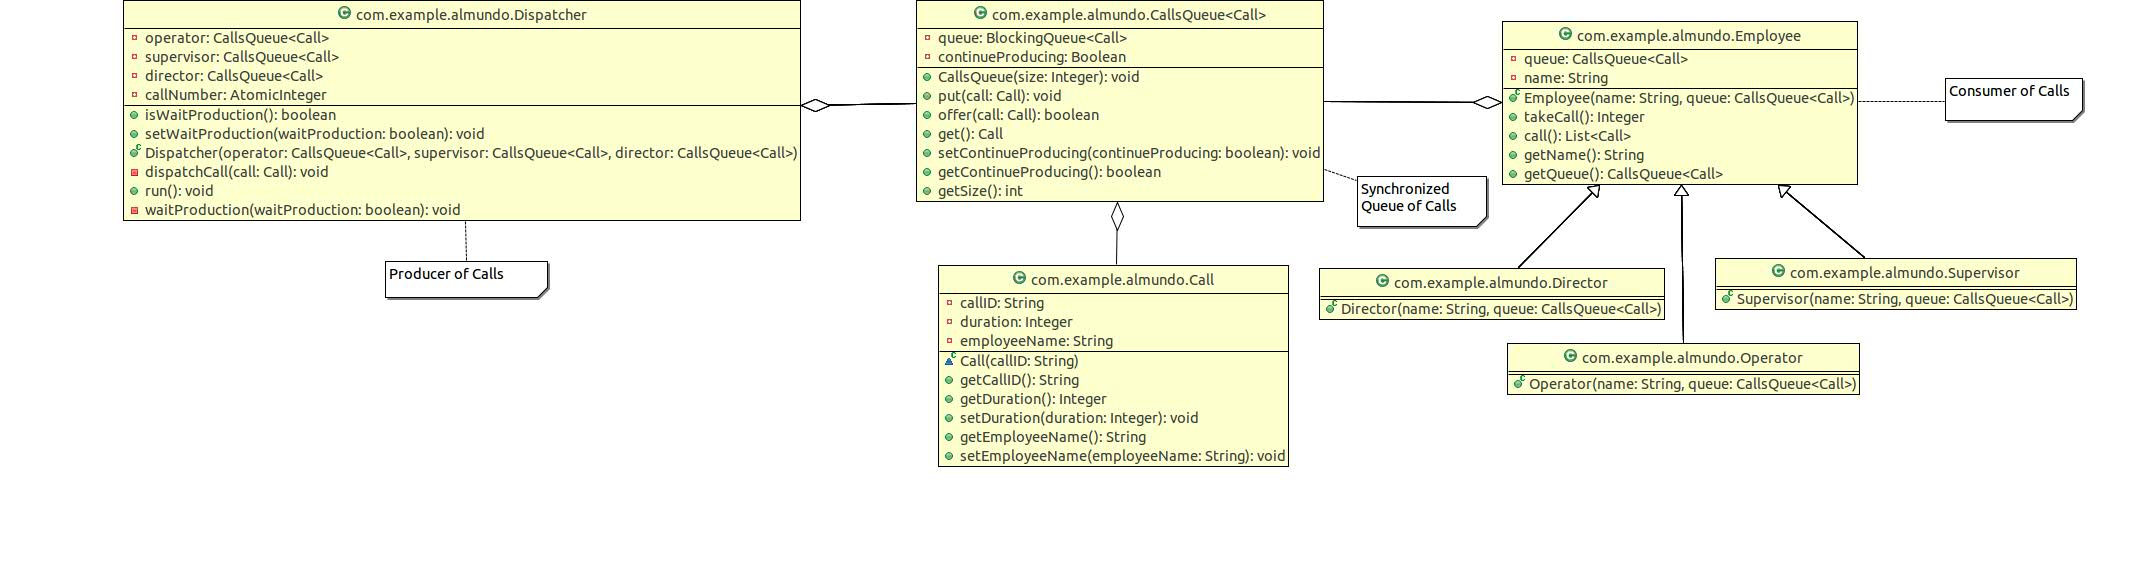 com.example.almundo.Dispatcher
operator: CallsQueue<Call>
supervisor: CallsQueue<Call>
director: CallsQueue<Call>
callNumber: AtomicInteger
isWaitProduction(): boolean
setWaitProduction(waitProduction: boolean): void
Dispatcher(operator: CallsQueue<Call>, supervisor: CallsQueue<Call>, director: CallsQueue<Call>)
dispatchCall(call: Call): void
run(): void
waitProduction(waitProduction: boolean): void
Producer of Calls
com.example.almundo.CallsQueue<Call>
queue: BlockingQueue<Call>
continueProducing: Boolean
CallsQueue(size: Integer): void
put(call: Call): void
offer(call: Call): boolean
get(): Call
setContinueProducing(continueProducing: boolean): void
getContinueProducing(): boolean
getSize(): int
Synchronized
Queue of Calls
com.example.almundo.Call
callID: String
duration: Integer
employeeName: String
Call(callID: String)
getCallID(): String
getDuration(): Integer
setDuration(duration: Integer): void
getEmployeeName(): String
setEmployeeName(employeeName: String): void
com.example.almundo.Employee
queue: CallsQueue<Call>
name: String
Employee(name: String, queue: CallsQueue<Call>)
takeCall(): Integer
call(): List<Call>
getName(): String
getQueue(): CallsQueue<Call>
Consumer of Calls
com.example.almundo.Director
Director(name: String, queue: CallsQueue<Call>)
com.example.almundo.Supervisor
Supervisor(name: String, queue: CallsQueue<Call>)
com.example.almundo.Operator
Operator(name: String, queue: CallsQueue<Call>)